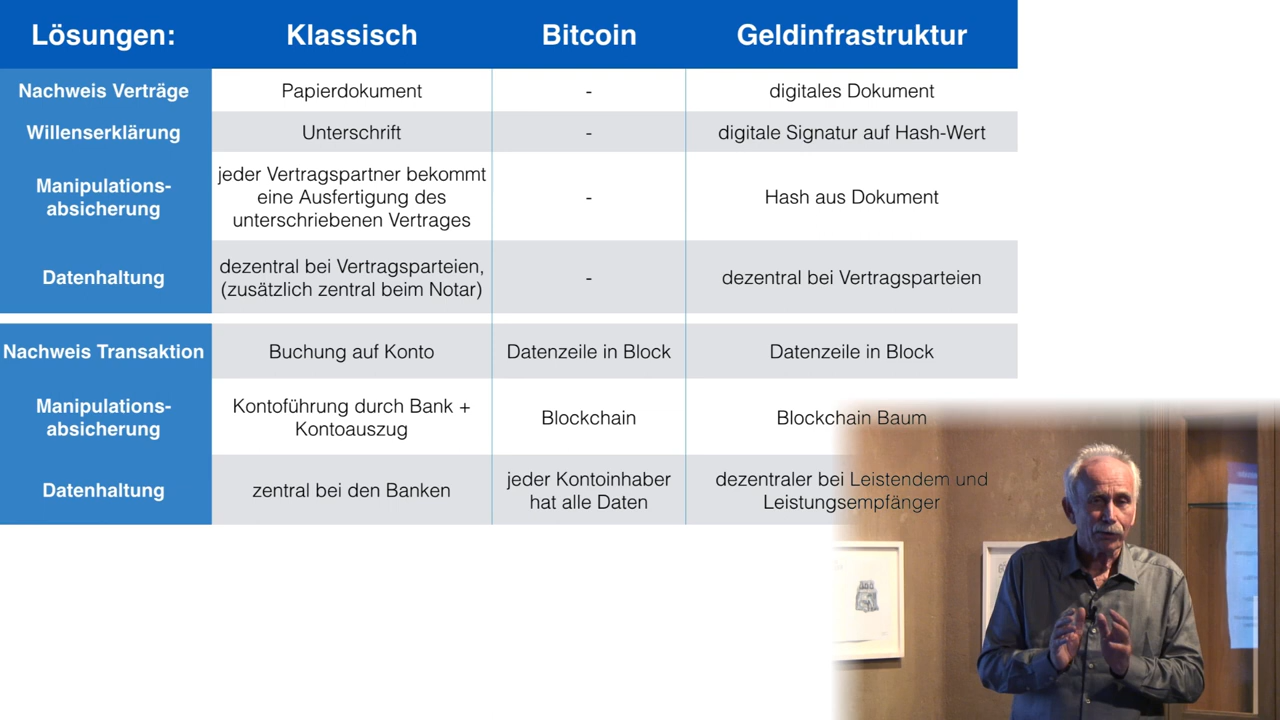 Lösungen: Klassisch Bitcoin Geldinfrastruktur
Nachweis Verträge Papierdokument - digitales Dokument
Willenserklärung Unterschrift - digitale Signatur auf Hash-Wert
Manipulations-
absicherung
jeder Vertragspartner bekommt
eine Ausfertigung des
unterschriebenen Vertrages
-
Hash aus Dokument
Datenhaltung
dezentral bei Vertragsparteien,
(zusätzlich zentral beim Notar)
-
dezentral bei Vertragsparteien
Nachweis Transaktion Buchung auf Konto Datenzeile in Block Datenzeile in Block
Manipulations-
absicherung
Kontoführung durch Bank +
Kontoauszug
Blockchain
Blockchain Baum
Datenhaltung
zentral bei den Banken
jeder Kontoinhaber
hat alle Daten
dezentraler bei Leistendem und
Leistungsempfänger